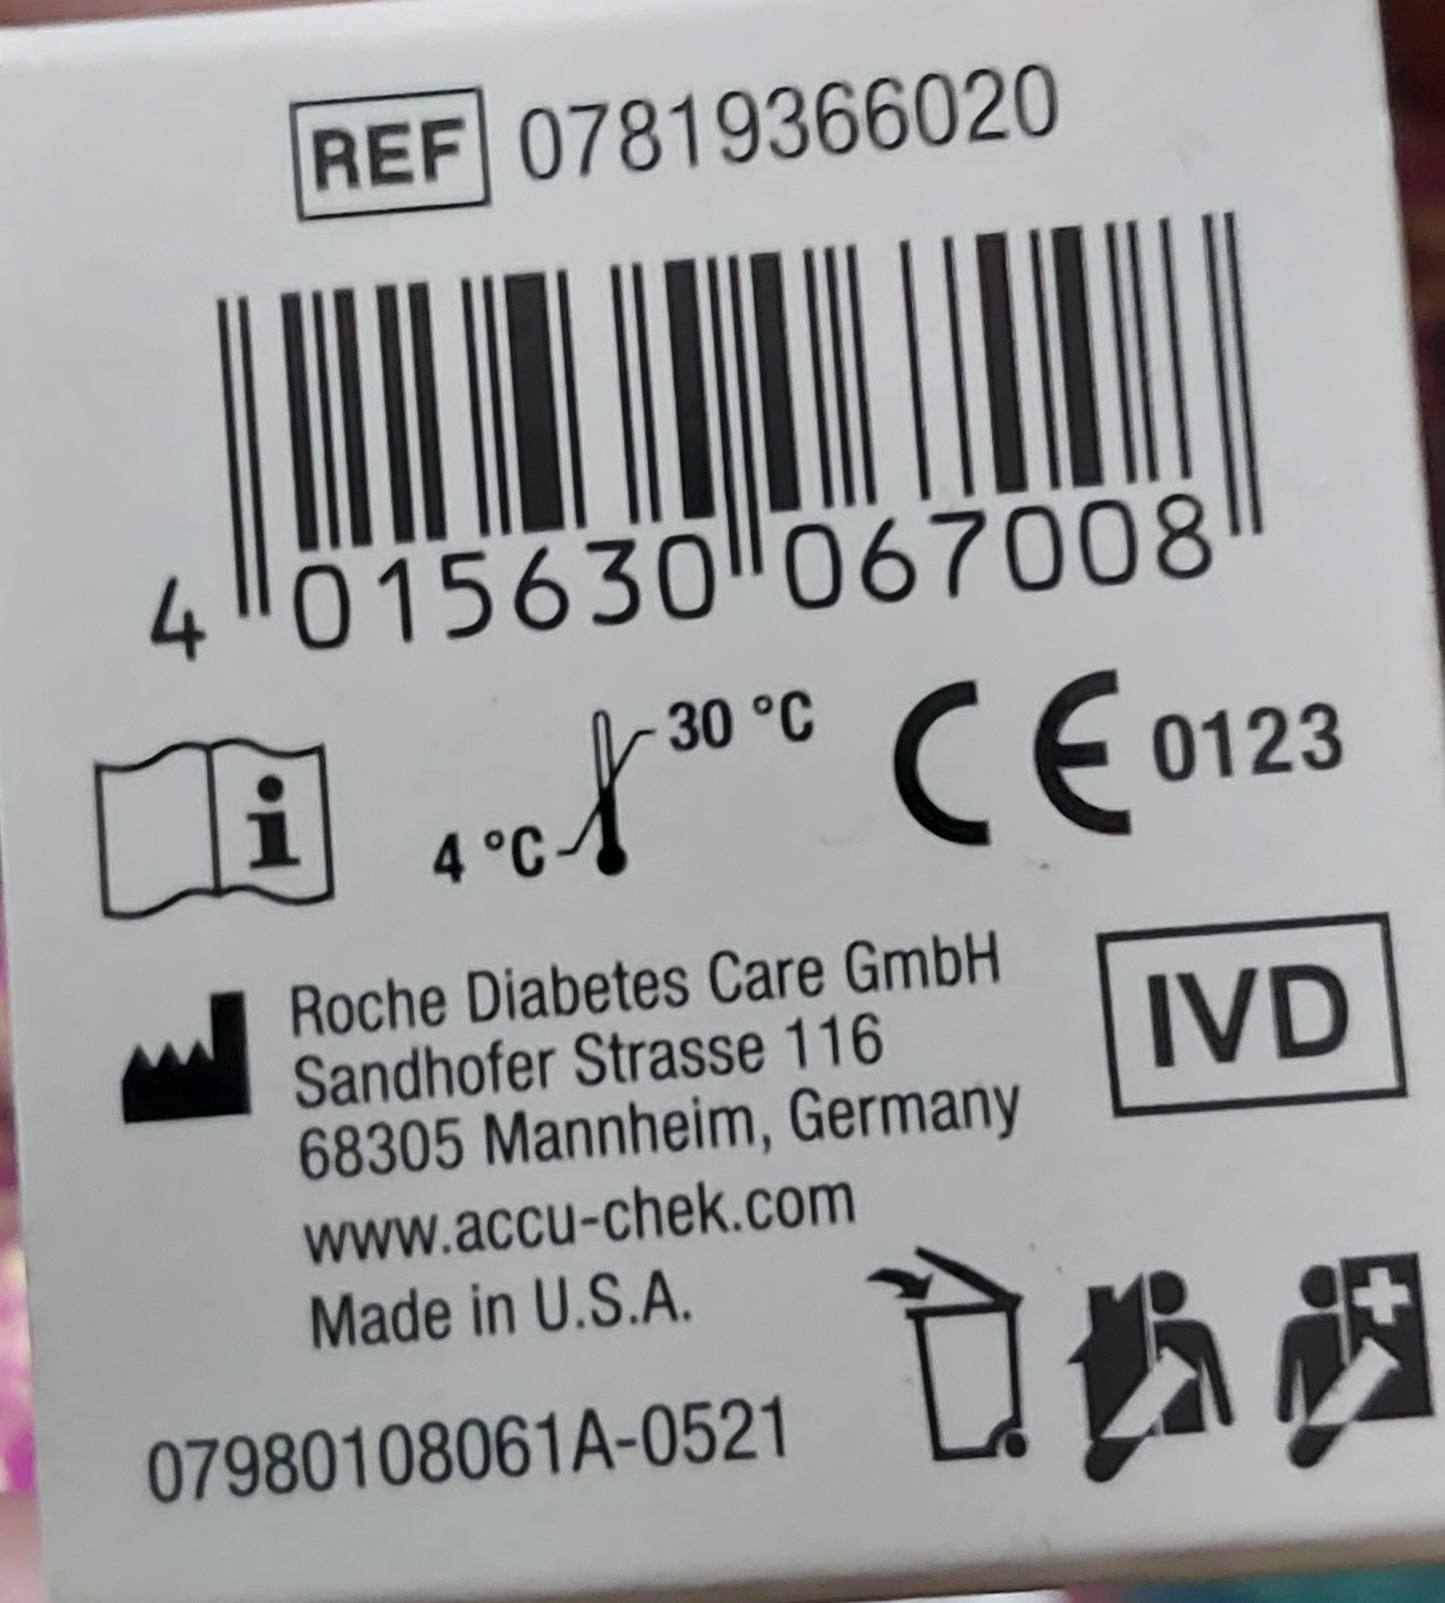 REF 07819366020
4 015630 067008
30 °C
4 °C
CE 0123
i
Roche Diabetes Care GmbH
Sandhofer Strasse 116
68305 Mannheim, Germany
www.accu-chek.com
Made in U.S.A.
IVD
07980108061A-0521